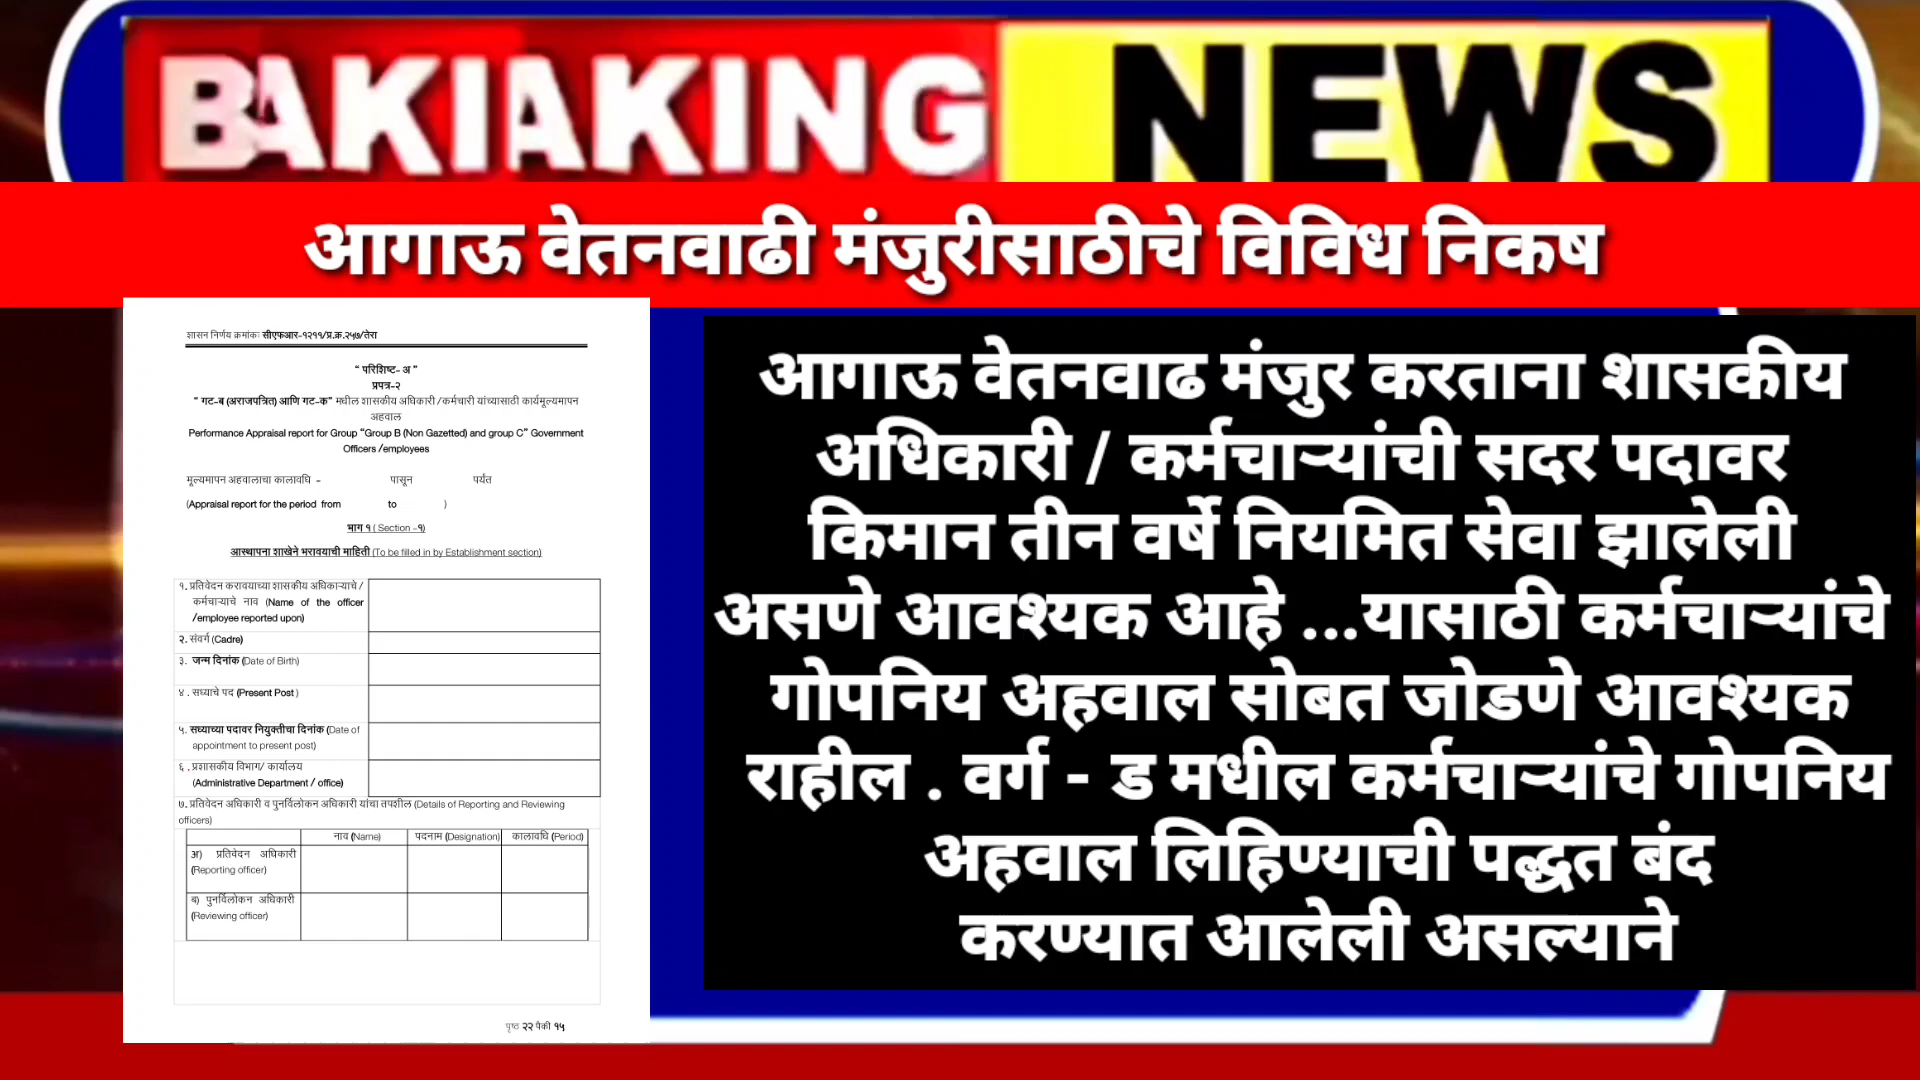 BAKIAKING NEWS
आगाऊ वेतनवाढी मंजुरीसाठीचे विविध निकष
शासन निर्णय क्रमांकः सीएफआर-१२११/प्र.क्र.२५७/तेरा
“ परिशिष्ट- अ ”
प्रपत्र-२
“ गट-ब (अराजपत्रित) आणि गट-क” मधील शासकीय अधिकारी /कर्मचारी यांच्यासाठी कार्यमूल्यमापन
अहवाल
Performance Appraisal report for Group “Group B (Non Gazetted) and group C” Government
Officers /employees
मूल्यमापन अहवालाचा कालावधि - पासून पर्यंत
(Appraisal report for the period from to )
भाग १ ( Section -१)
आस्थापना शाखेने भरावयाची माहिती (To be filled in by Establishment section)
१. प्रतिवेदन करावयाच्या शासकीय अधिकाऱ्याचे /
कर्मचाऱ्याचे नाव (Name of the officer
/employee reported upon)
२. संवर्ग (Cadre)
३. जन्म दिनांक (Date of Birth)
४ . सध्याचे पद (Present Post )
५. सध्याच्या पदावर नियुक्तीचा दिनांक (Date of
appointment to present post)
६ . प्रशासकीय विभाग/ कार्यालय
(Administrative Department / office)
७. प्रतिवेदन अधिकारी व पुनर्विलोकन अधिकारी यांचा तपशील (Details of Reporting and Reviewing
officers)
नाव (Name) पदनाम (Designation) कालावधि (Period)
अ) प्रतिवेदन अधिकारी
(Reporting officer)
ब) पुनर्विलोकन अधिकारी
(Reviewing officer)
पृष्ठ २२ पैकी १५
आगाऊ वेतनवाढ मंजुर करताना शासकीय
अधिकारी / कर्मचाऱ्यांची सदर पदावर
किमान तीन वर्षे नियमित सेवा झालेली
असणे आवश्यक आहे ...यासाठी कर्मचाऱ्यांचे
गोपनिय अहवाल सोबत जोडणे आवश्यक
राहील . वर्ग - ड मधील कर्मचाऱ्यांचे गोपनिय
अहवाल लिहिण्याची पद्धत बंद
करण्यात आलेली असल्याने